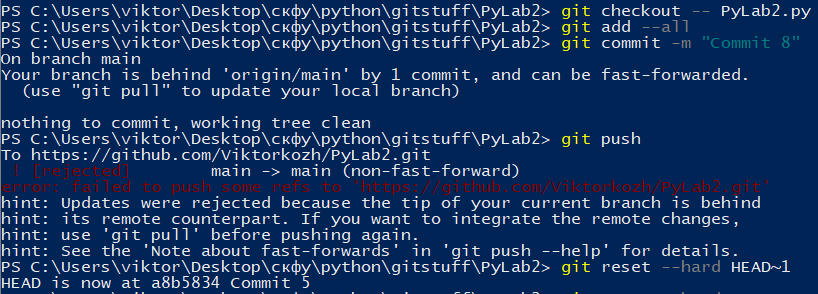 PS C:\Users\viktor\Desktop\скфу\python\gitstuff\PyLab2> git checkout -- PyLab2.py
PS C:\Users\viktor\Desktop\скфу\python\gitstuff\PyLab2> git add --all
PS C:\Users\viktor\Desktop\скфу\python\gitstuff\PyLab2> git commit -m "Commit 8"
On branch main
Your branch is behind 'origin/main' by 1 commit, and can be fast-forwarded.
  (use "git pull" to update your local branch)

nothing to commit, working tree clean
PS C:\Users\viktor\Desktop\скфу\python\gitstuff\PyLab2> git push
To https://github.com/Viktorkozh/PyLab2.git
 ! [rejected]        main -> main (non-fast-forward)
error: failed to push some refs to 'https://github.com/Viktorkozh/PyLab2.git'
hint: Updates were rejected because the tip of your current branch is behind
hint: its remote counterpart. If you want to integrate the remote changes,
hint: use 'git pull' before pushing again.
hint: See the 'Note about fast-forwards' in 'git push --help' for details.
PS C:\Users\viktor\Desktop\скфу\python\gitstuff\PyLab2> git reset --hard HEAD~1
HEAD is now at a8b5834 Commit 5